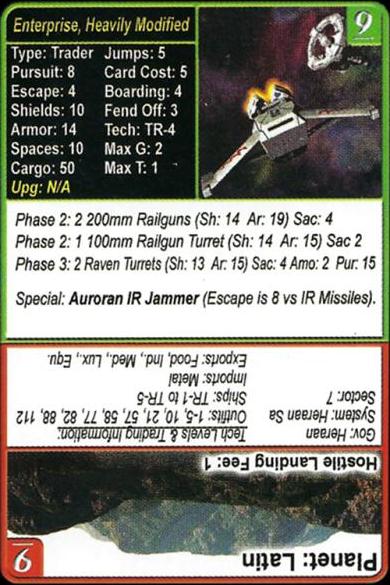 Enterprise, Heavily Modified
9
Type: Trader Jumps: 5
Pursuit: 8 Card Cost: 5
Escape: 4 Boarding: 4
Shields: 10 Fend Off: 3
Armor: 14 Tech: TR-4
Spaces: 10 Max G: 2
Cargo: 50 Max T: 1
Upg: N/A
Phase 2: 2 200mm Railguns (Sh: 14 Ar: 19) Sac: 4
Phase 2: 1 100mm Railgun Turret (Sh: 14 Ar: 15) Sac 2
Phase 3: 2 Raven Turrets (Sh: 13 Ar: 15) Sac: 4 Amo: 2 Pur: 15
Special: Auroran IR Jammer (Escape is 8 vs IR Missiles).
Planet: Latin
6
Hostile Landing Fee: 1
Gov: Heraan
System: Heraan Sa
Sector: 7
Tech Levels & Trading Information:
Outfits: 1-5, 10, 21, 57, 58, 77, 82, 88, 112
Ships: TR-1 to TR-5
Imports: Metal
Exports: Food, Ind., Med., Lux., Equ.